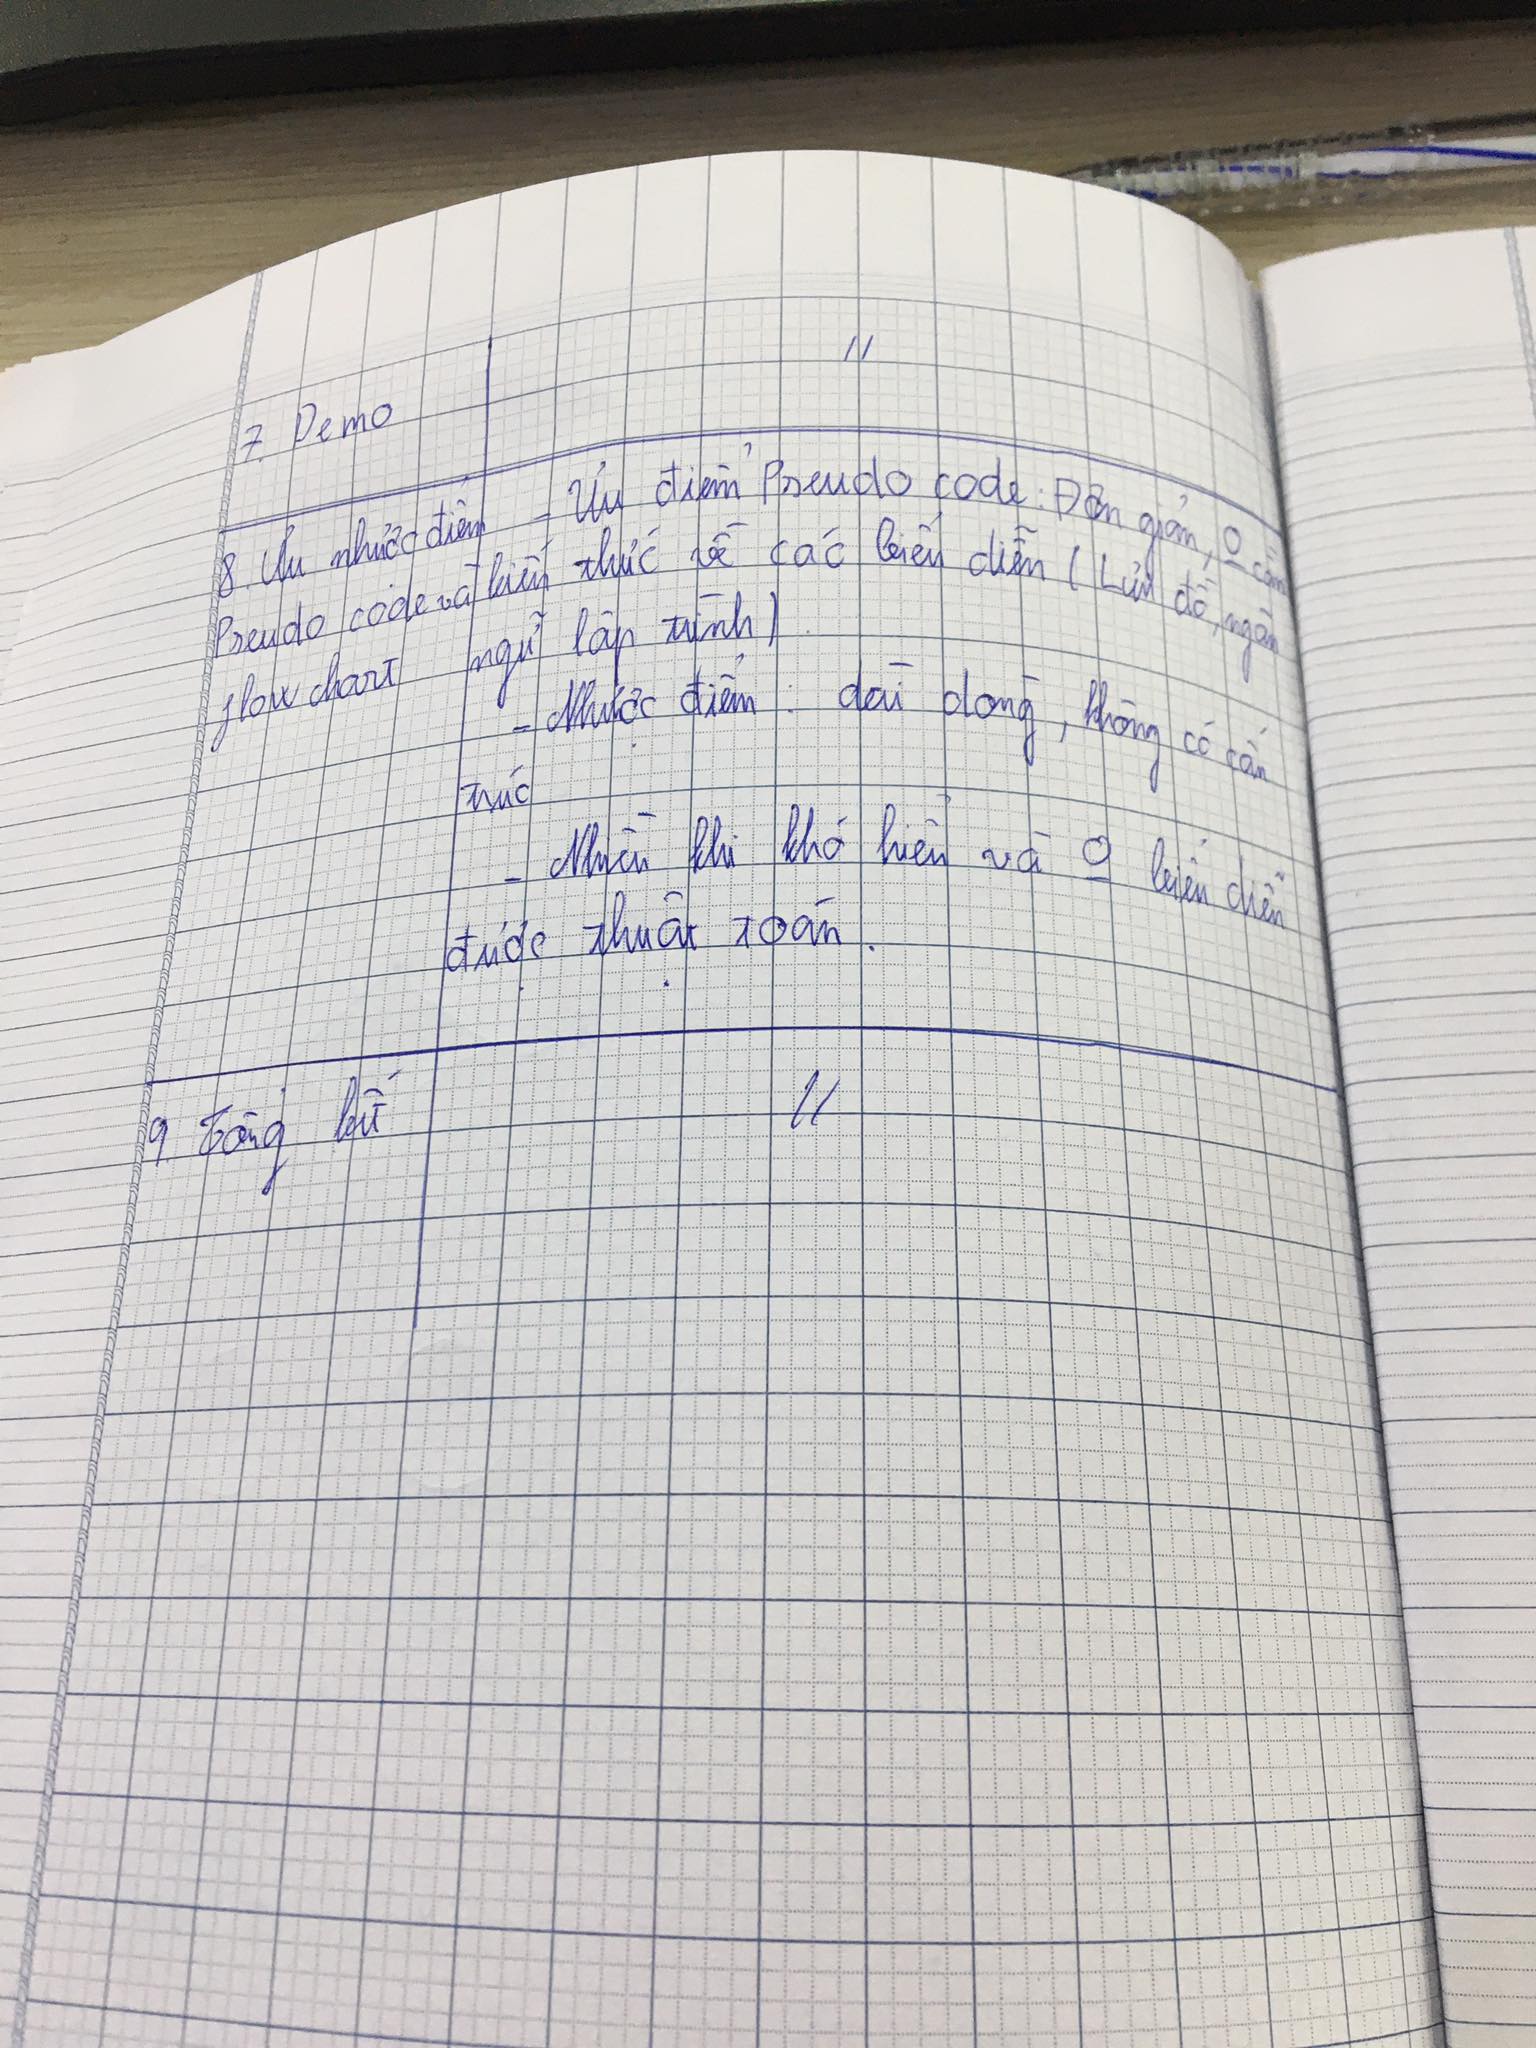 //
7. Demo
8. Ưu nhược điểm
Pseudo code và
flow chart
- Ưu điểm Pseudo code: Đơn giản, 0 cần
kiến thức về các biểu diễn (Lưu đồ, ngôn
ngữ lập trình)
- Nhược điểm: dài dòng, không có cấu
trúc
- Nhiều khi khó hiểu và 0 biểu diễn
được thuật toán.
9. Tổng kết
//